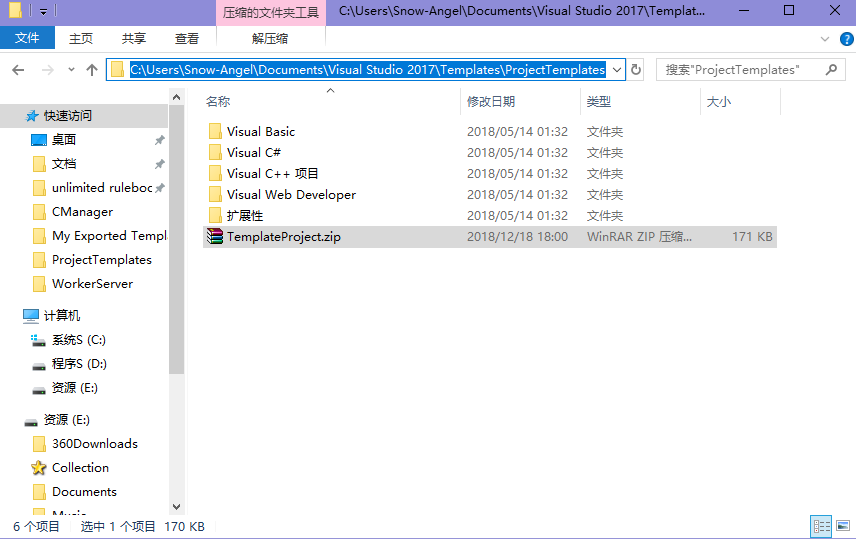 压缩的文件夹工具
C:\Users\Snow-Angel\Documents\Visual Studio 2017\Templat...
文件 主页 共享 查看 解压缩
C:\Users\Snow-Angel\Documents\Visual Studio 2017\Templates\ProjectTemplates
搜索"ProjectTemplates"
名称 修改日期 类型 大小
快速访问
桌面
文档
unlimited ruleboc
CManager
My Exported Templ
ProjectTemplates
WorkerServer
计算机
系统S (C:)
程序S (D:)
资源 (E:)
资源 (E:)
360Downloads
Collection
Documents
Music
Visual Basic 2018/05/14 01:32 文件夹
Visual C# 2018/05/14 01:32 文件夹
Visual C++ 项目 2018/05/14 01:32 文件夹
Visual Web Developer 2018/05/14 01:32 文件夹
扩展性 2018/05/14 01:32 文件夹
TemplateProject.zip 2018/12/18 18:00 WinRAR ZIP 压缩... 171 KB
6 个项目 选中 1 个项目 170 KB